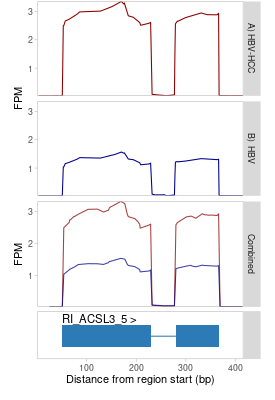 3
2
1
FPM
A) HBV-HCC
3
2
1
B) HBV
3
2
1
FPM
Combined
RI_ACSL3_5 >
100 200 300 400
Distance from region start (bp)